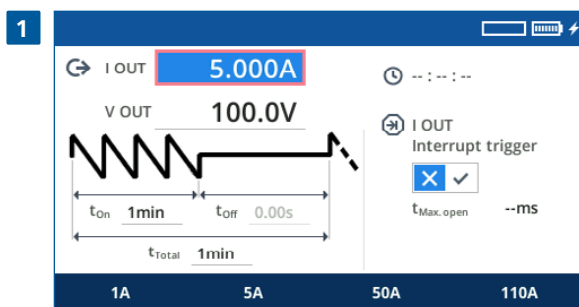 1
I OUT 5.000A
-- : -- : --
V OUT 100.0V
I OUT
Interrupt trigger
tOn 1min tOff 0.00s
tMax. open --ms
tTotal 1min
1A 5A 50A 110A